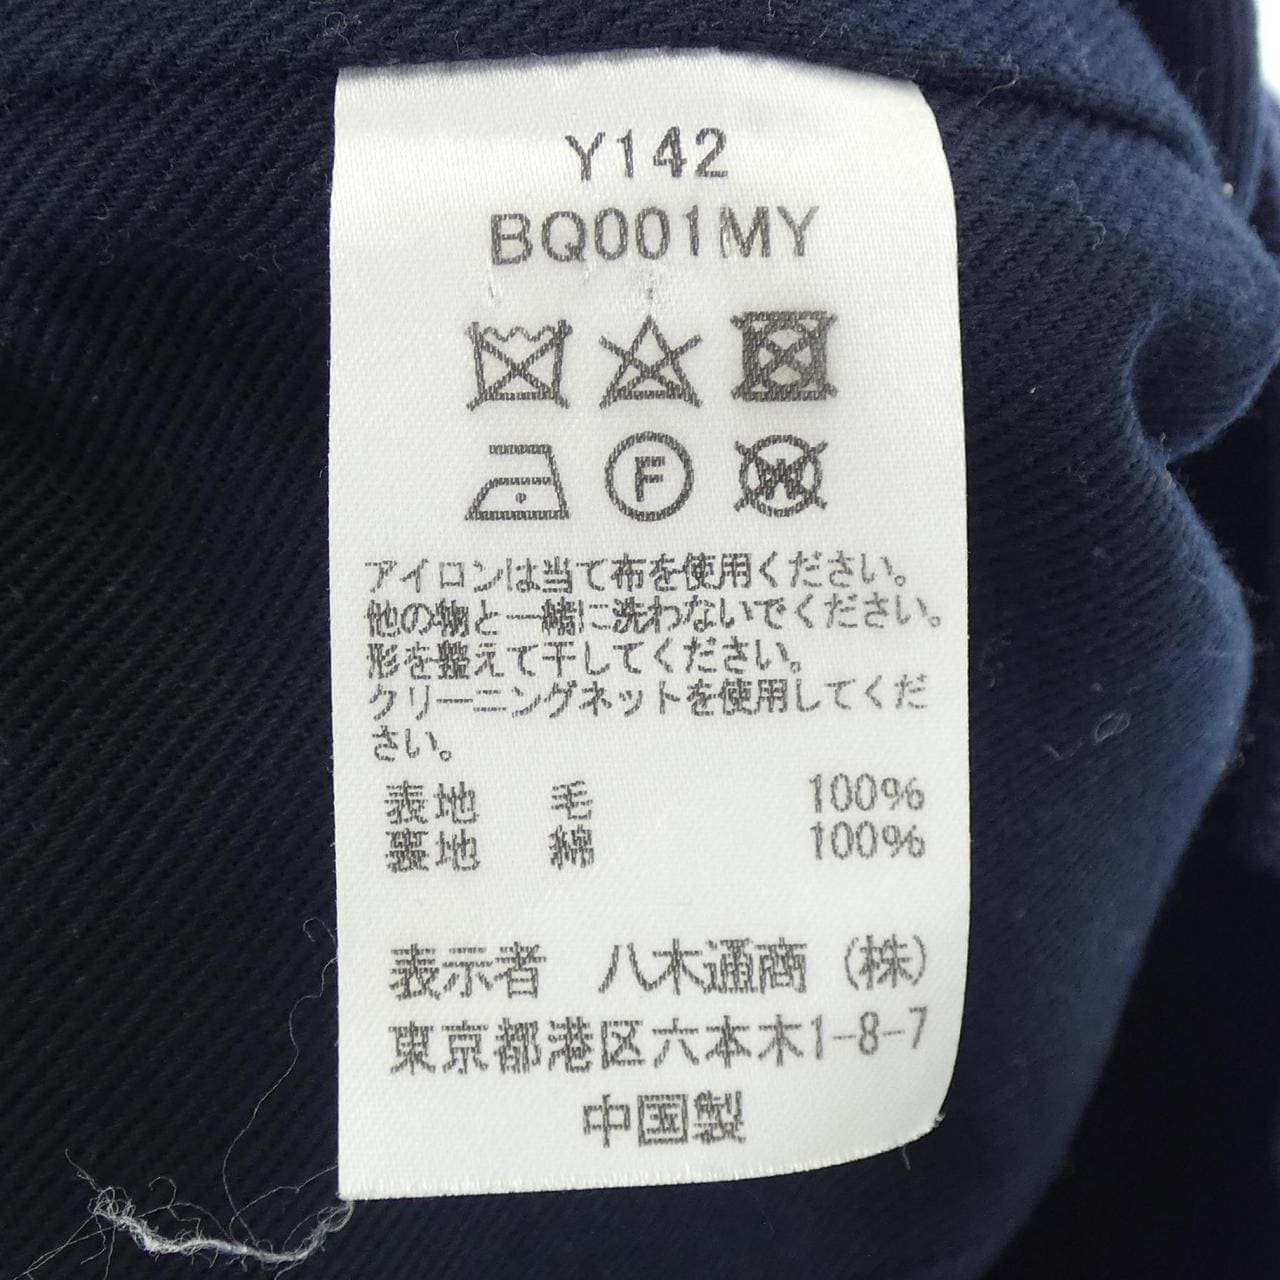 Y142
BQ001MY
F
W
アイロンは当て布を使用ください。
他の物と一緒に洗わないでください。
形を整えて干してください。
クリーニングネットを使用してくだ
さい。
表地 毛 100%
裏地 綿 100%
表示者 八木通商(株)
東京都港区六本木1-8-7
中国製